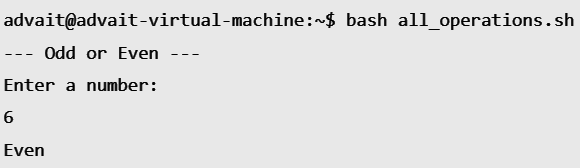 advait@advait-virtual-machine:~$ bash all_operations.sh
--- Odd or Even ---
Enter a number:
6
Even